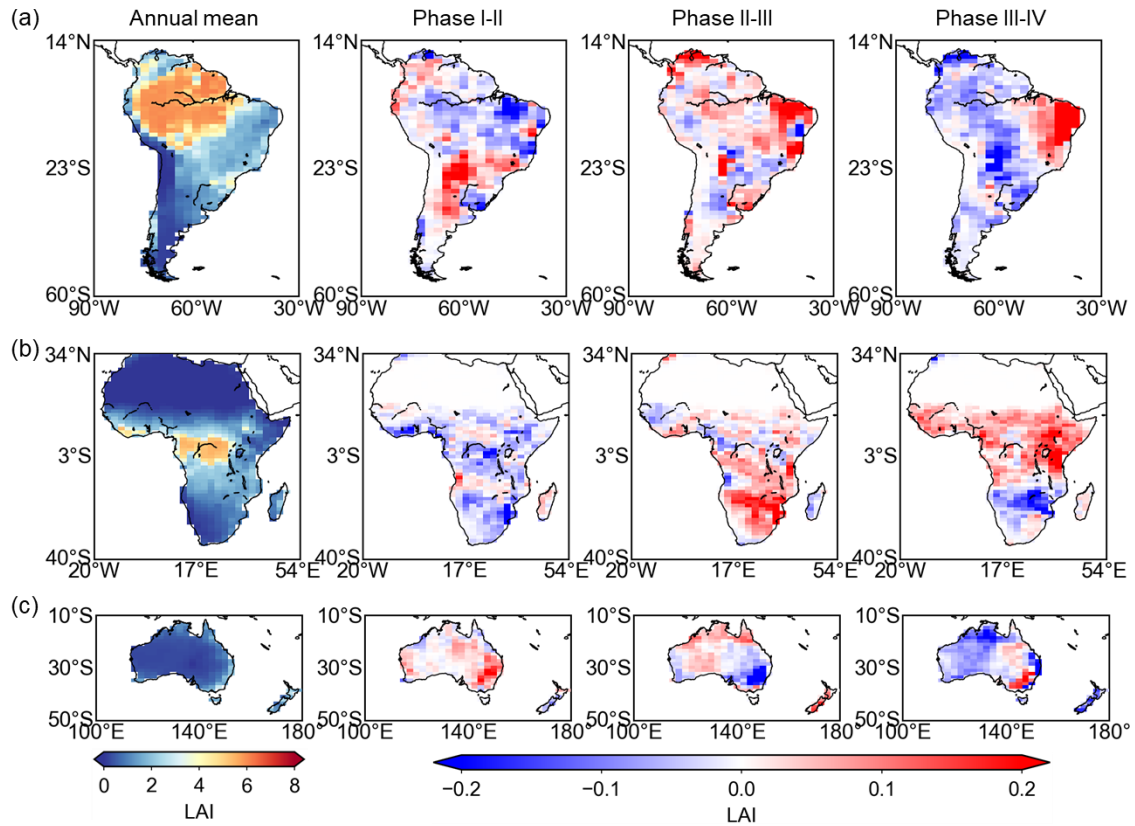 (a) Annual mean Phase I-II Phase II-III Phase III-IV
14°N 14°N 14°N 14°N
23°S 23°S 23°S 23°S
60°S 60°S 60°S 60°S
90°W 60°W 30°W 90°W 60°W 30°W 90°W 60°W 30°W 90°W 60°W 30°W
(b) 34°N 34°N 34°N 34°N
3°S 3°S 3°S 3°S
40°S 40°S 40°S 40°S
20°W 17°E 54°E 20°W 17°E 54°E 20°W 17°E 54°E 20°W 17°E 54°E
(c) 10°S 10°S 10°S 10°S
30°S 30°S 30°S 30°S
50°S 50°S 50°S 50°S
100°E 140°E 180° 100°E 140°E 180° 100°E 140°E 180° 100°E 140°E 180°
0 2 4 6 8 −0.2 −0.1 0.0 0.1 0.2
LAI LAI